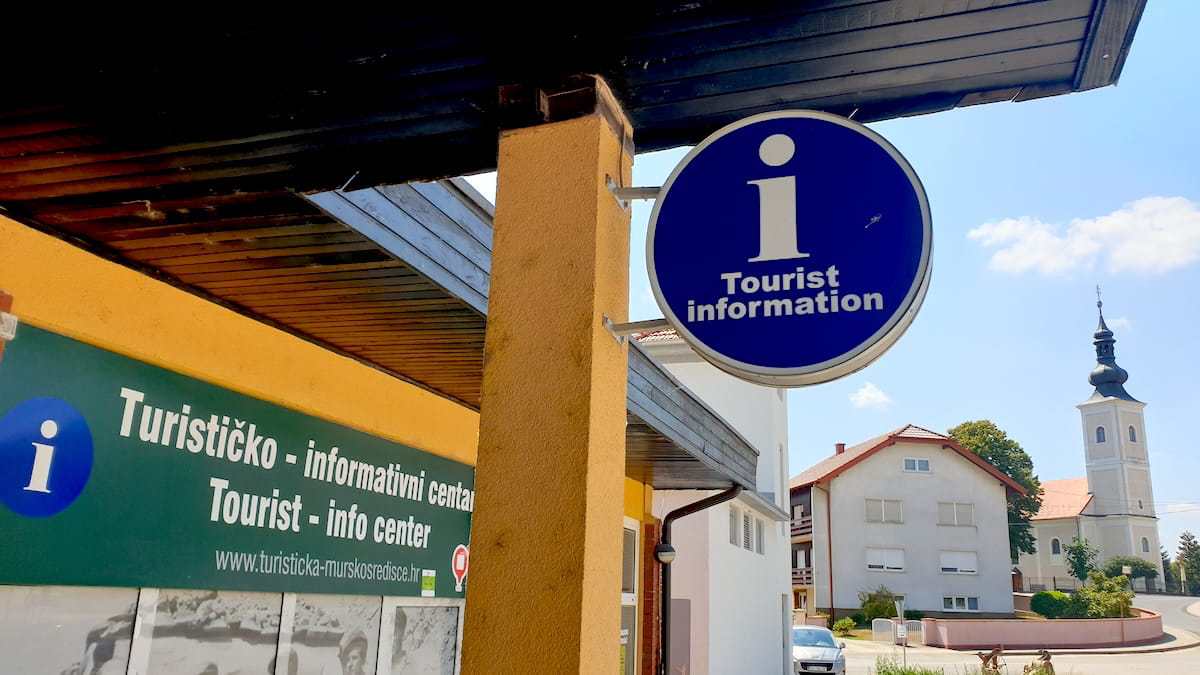 i
Tourist
information
i
Turističko - informativni centar
Tourist - info center
www.turisticka-murskosredisce.hr